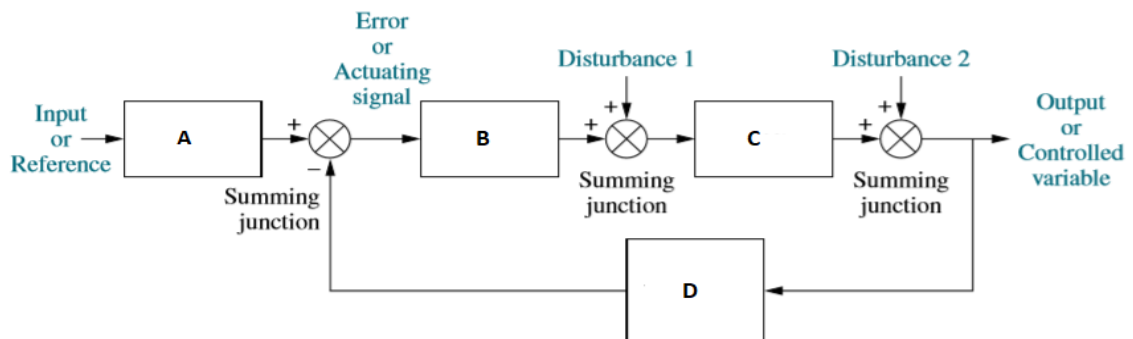 Error
or
Actuating
signal
Disturbance 1
Disturbance 2
Input
or
Reference
A
+
−
B
+
+
C
+
+
Output
or
Controlled
variable
Summing
junction
Summing
junction
Summing
junction
D